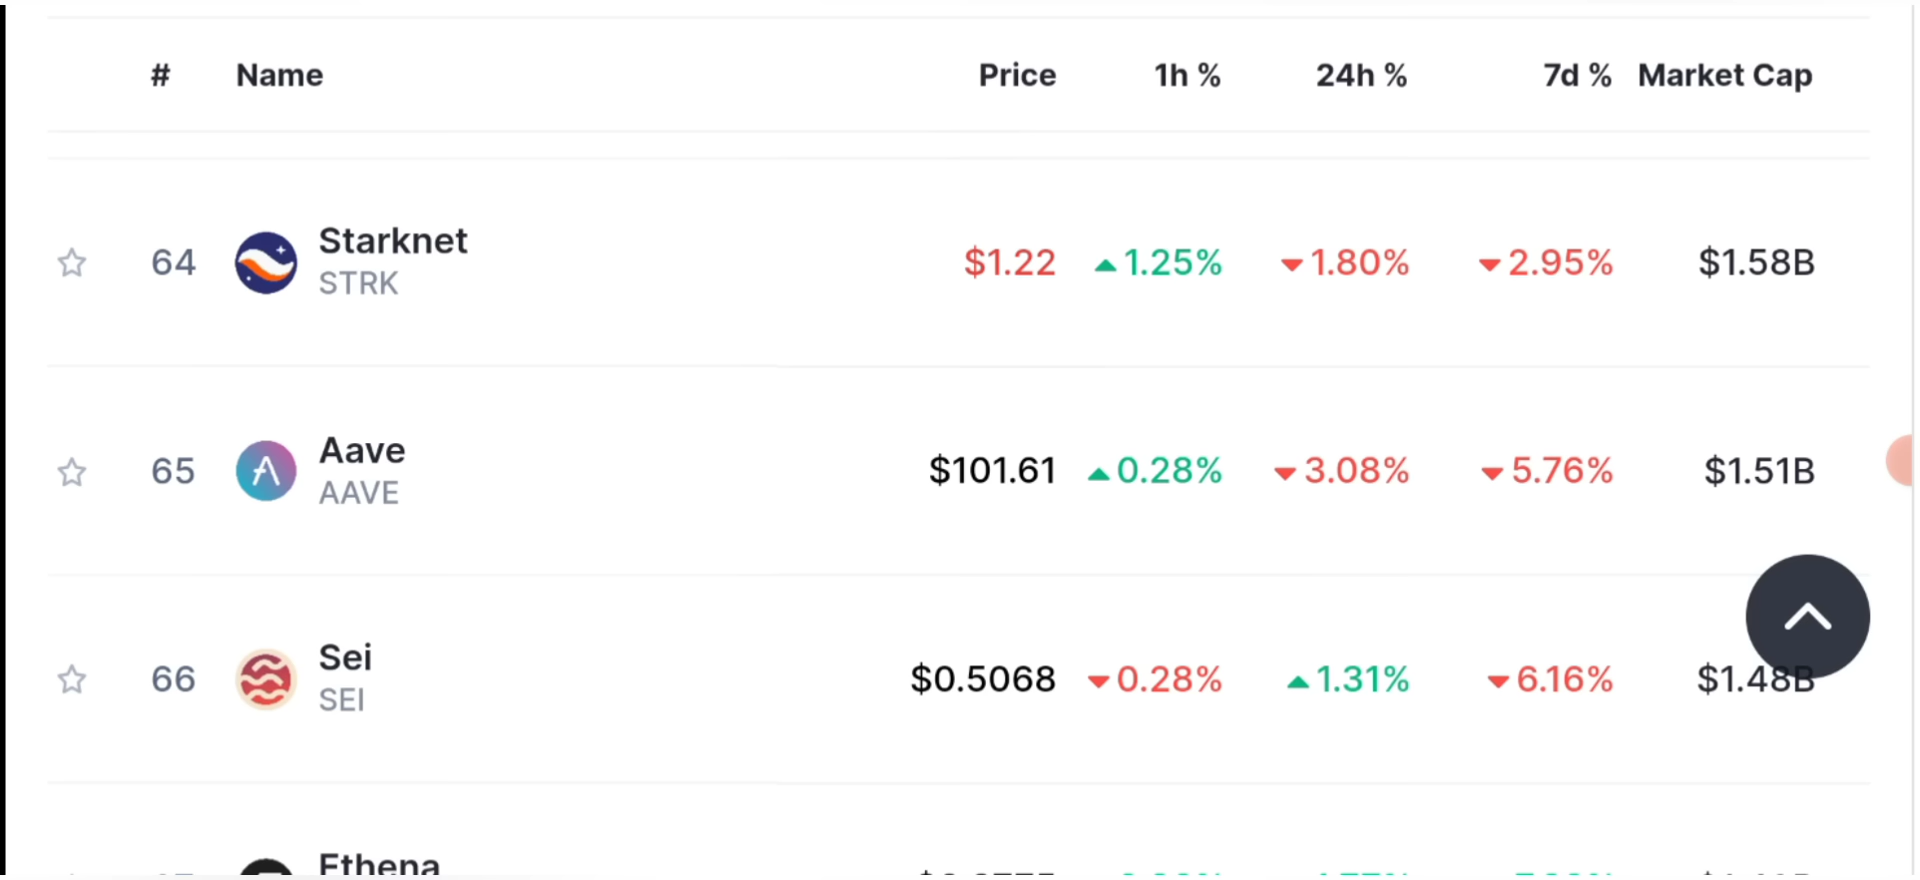 # Name Price 1h % 24h % 7d % Market Cap
64 Starknet STRK $1.22 1.25% 1.80% 2.95% $1.58B
65 Aave AAVE $101.61 0.28% 3.08% 5.76% $1.51B
66 Sei SEI $0.5068 0.28% 1.31% 6.16% $1.48B
Ethena